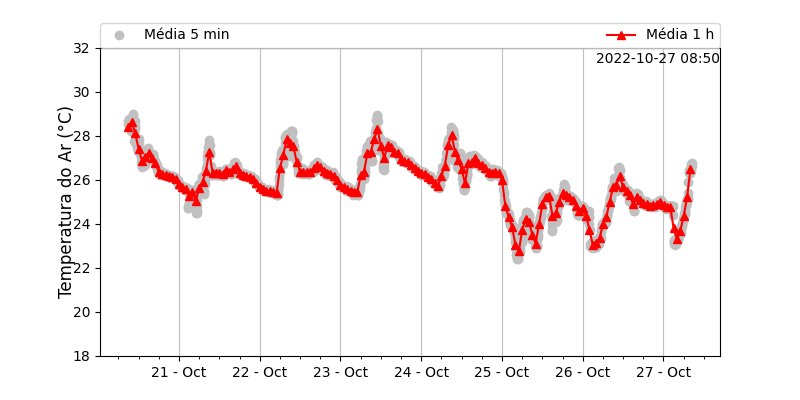 Média 5 min
Média 1 h
2022-10-27 08:50
Temperatura do Ar (°C)
32
30
28
26
24
22
20
18
21 - Oct
22 - Oct
23 - Oct
24 - Oct
25 - Oct
26 - Oct
27 - Oct